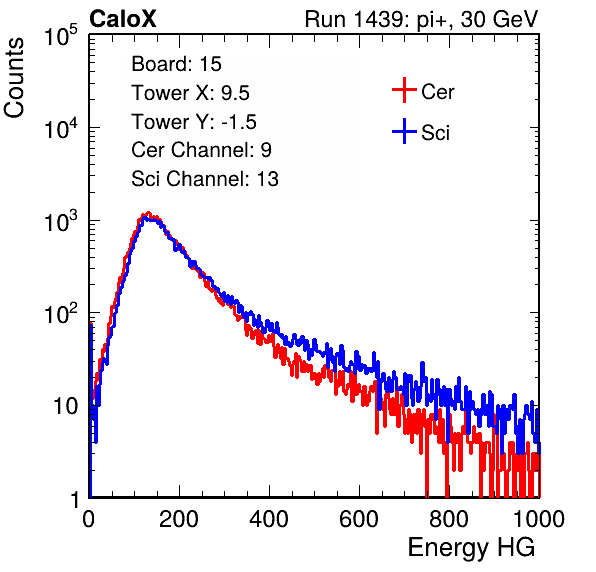 CaloX Run 1439: pi+, 30 GeV
Counts
Board: 15
Tower X: 9.5
Tower Y: -1.5
Cer Channel: 9
Sci Channel: 13
Cer
Sci
10^5
10^4
10^3
10^2
10
1
0 200 400 600 800 1000
Energy HG